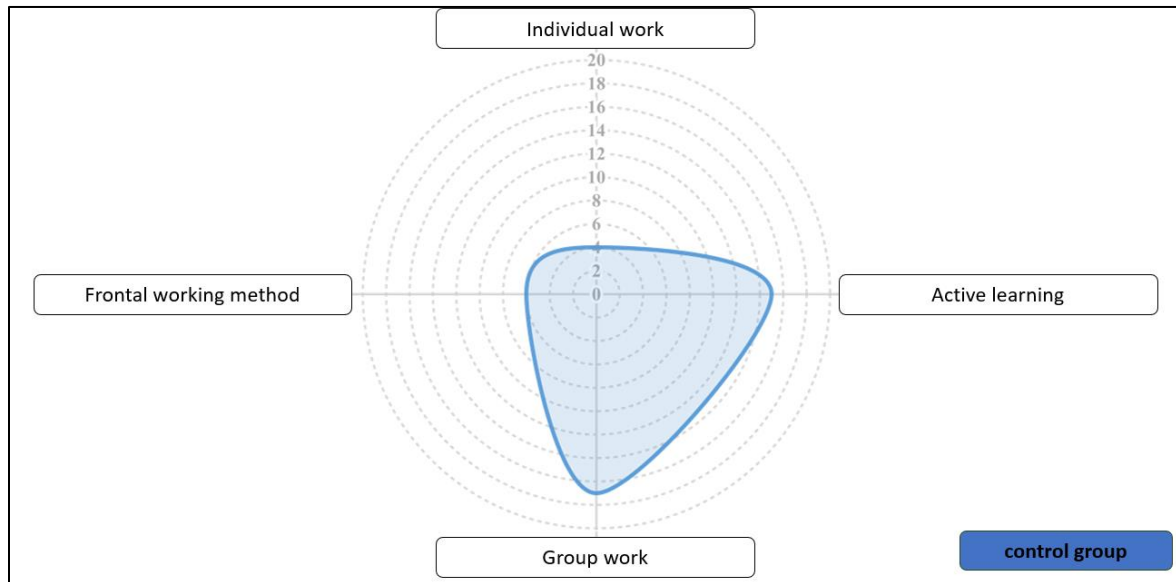 Individual work
20
18
16
14
12
10
8
6
4
2
0
Frontal working method
Active learning
Group work
control group